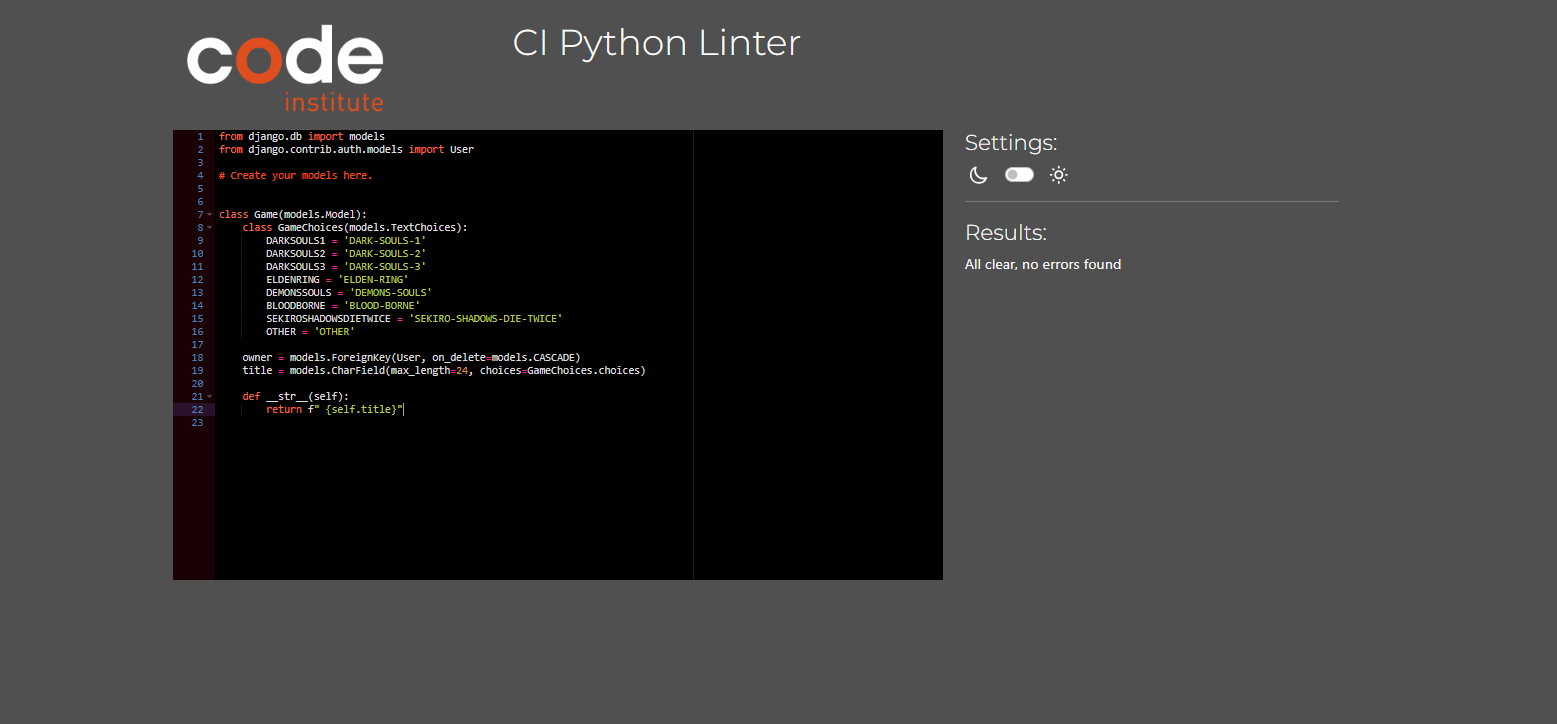 code
institute
CI Python Linter
1 from django.db import models
2 from django.contrib.auth.models import User
3
4 # Create your models here.
5
6
7 class Game(models.Model):
8     class GameChoices(models.TextChoices):
9         DARKSOULS1 = 'DARK-SOULS-1'
10         DARKSOULS2 = 'DARK-SOULS-2'
11         DARKSOULS3 = 'DARK-SOULS-3'
12         ELDENRING = 'ELDEN-RING'
13         DEMONSSOULS = 'DEMONS-SOULS'
14         BLOODBORNE = 'BLOOD-BORNE'
15         SEKIROSHADOWSDIETWICE = 'SEKIRO-SHADOWS-DIE-TWICE'
16         OTHER = 'OTHER'
17
18     owner = models.ForeignKey(User, on_delete=models.CASCADE)
19     title = models.CharField(max_length=24, choices=GameChoices.choices)
20
21     def __str__(self):
22         return f" {self.title}"
23
Settings:
Results:
All clear, no errors found